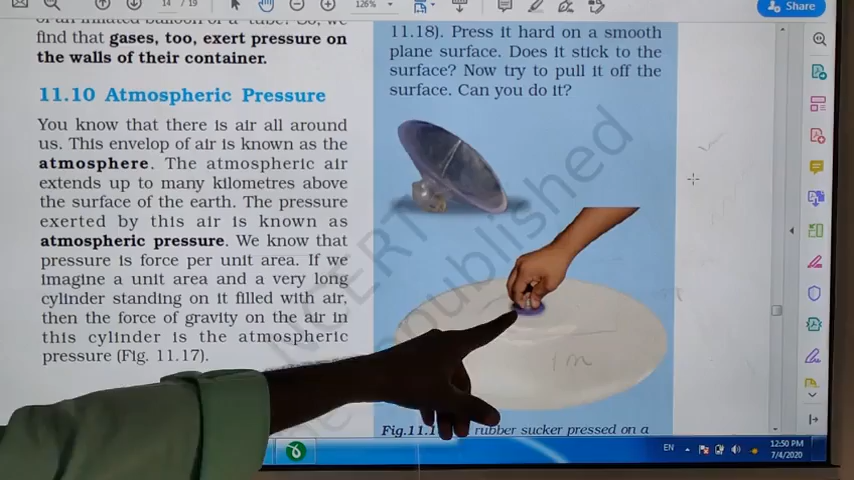 14 / 19
126%
Share
find that gases, too, exert pressure on
the walls of their container.
11.10 Atmospheric Pressure
You know that there is air all around
us. This envelop of air is known as the
atmosphere. The atmospheric air
extends up to many kilometres above
the surface of the earth. The pressure
exerted by this air is known as
atmospheric pressure. We know that
pressure is force per unit area. If we
imagine a unit area and a very long
cylinder standing on it filled with air,
then the force of gravity on the air in
this cylinder is the atmospheric
pressure (Fig. 11.17).
11.18). Press it hard on a smooth
plane surface. Does it stick to the
surface? Now try to pull it off the
surface. Can you do it?
rubber sucker pressed on a
EN
12:50 PM
7/4/2020